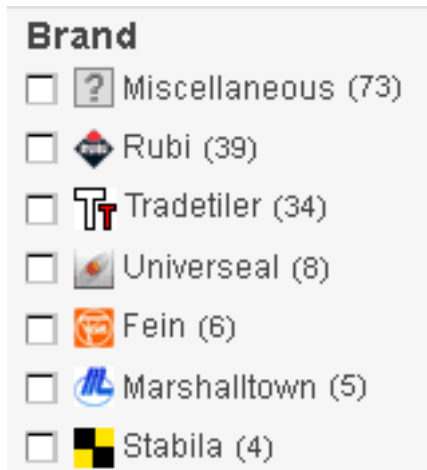 Brand
Miscellaneous (73)
Rubi (39)
Tradetiler (34)
Universeal (8)
Fein (6)
Marshalltown (5)
Stabila (4)